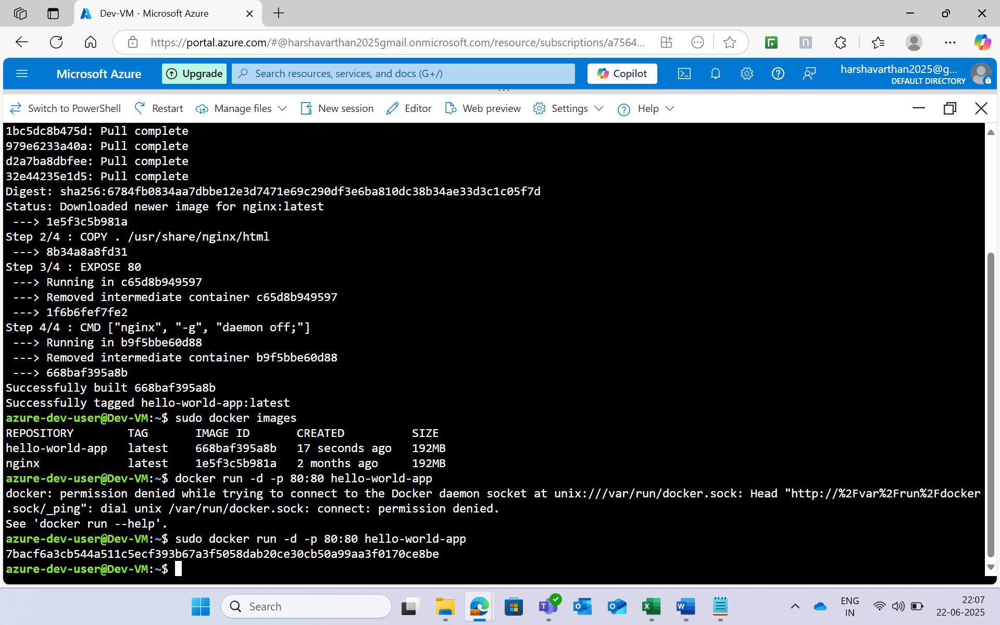 Dev-VM - Microsoft Azure
https://portal.azure.com/#@harshavarthan2025gmail.onmicrosoft.com/resource/subscriptions/a7564...
Microsoft Azure
Upgrade
Search resources, services, and docs (G+/)
Copilot
harshavarthan2025@g...
DEFAULT DIRECTORY
Switch to PowerShell
Restart
Manage files
New session
Editor
Web preview
Settings
Help
1bc5dc8b475d: Pull complete
979e6233a40a: Pull complete
d2a7ba8dbfee: Pull complete
32e44235e1d5: Pull complete
Digest: sha256:6784fb0834aa7dbbe12e3d7471e69c290df3e6ba810dc38b34ae33d3c1c05f7d
Status: Downloaded newer image for nginx:latest
 ---> 1e5f3c5b981a
Step 2/4 : COPY . /usr/share/nginx/html
 ---> 8b34a8a8fd31
Step 3/4 : EXPOSE 80
 ---> Running in c65d8b949597
 ---> Removed intermediate container c65d8b949597
 ---> 1f6b6fef7fe2
Step 4/4 : CMD ["nginx", "-g", "daemon off;"]
 ---> Running in b9f5bbe60d88
 ---> Removed intermediate container b9f5bbe60d88
 ---> 668baf395a8b
Successfully built 668baf395a8b
Successfully tagged hello-world-app:latest
azure-dev-user@Dev-VM:~$ sudo docker images
REPOSITORY        TAG       IMAGE ID       CREATED          SIZE
hello-world-app   latest    668baf395a8b   17 seconds ago   192MB
nginx             latest    1e5f3c5b981a   2 months ago     192MB
azure-dev-user@Dev-VM:~$ docker run -d -p 80:80 hello-world-app
docker: permission denied while trying to connect to the Docker daemon socket at unix:///var/run/docker.sock: Head "http://%2Fvar%2Frun%2Fdocker
.sock/_ping": dial unix /var/run/docker.sock: connect: permission denied.
See 'docker run --help'.
azure-dev-user@Dev-VM:~$ sudo docker run -d -p 80:80 hello-world-app
7bacf6a3cb544a511c5ecf393b67a3f5058dab20ce30cb50a99aa3f0170ce8be
azure-dev-user@Dev-VM:~$
Search
ENG
IN
22:07
22-06-2025